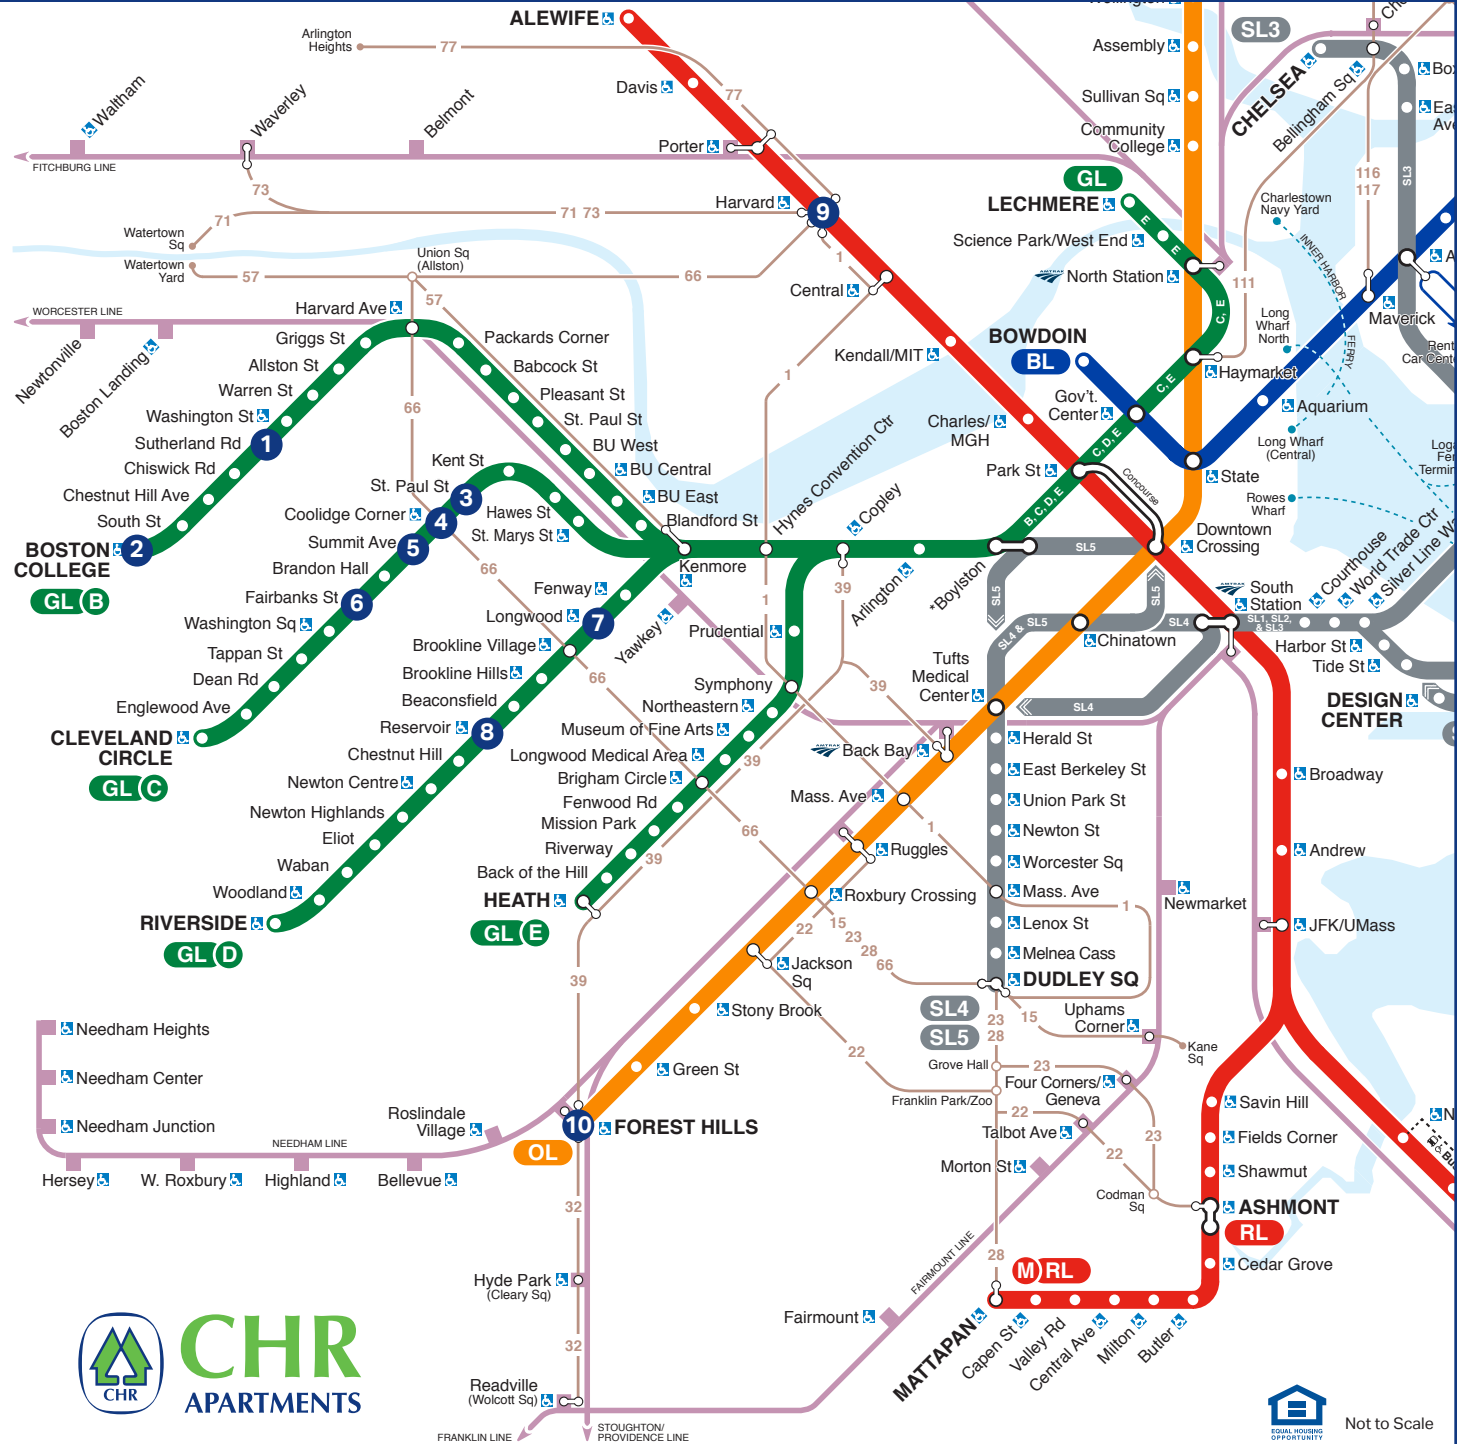 ALEWIFE
Arlington
Heights
77
Davis
77
Waltham
Waverley
Belmont
Porter
FITCHBURG LINE
73
71
71 73
Harvard
9
Watertown
Sq
Watertown
Yard
57
Union Sq
(Allston)
66
57
1
Central
WORCESTER LINE
Newtonville
Boston Landing
Harvard Ave
Griggs St
Allston St
Warren St
Washington St
Sutherland Rd
1
Chiswick Rd
Chestnut Hill Ave
South St
BOSTON
COLLEGE
2
GL B
Packards Corner
Babcock St
Pleasant St
St. Paul St
BU West
BU Central
BU East
Blandford St
Kenmore
66
Kent St
St. Paul St
3
Coolidge Corner
4
Summit Ave
5
Brandon Hall
Fairbanks St
6
Washington Sq
Tappan St
Dean Rd
Englewood Ave
CLEVELAND
CIRCLE
GL C
Hawes St
St. Marys St
66
Fenway
Longwood
7
Brookline Village
Brookline Hills
Beaconsfield
Reservoir
8
Chestnut Hill
Newton Centre
Newton Highlands
Eliot
Waban
Woodland
RIVERSIDE
GL D
Yawkey
66
Kendall/MIT
1
Charles/
MGH
Hynes Convention Ctr
Copley
Arlington
*Boylston
Park St
B, C, D, E
C, D, E
C, E
C, E
E
E
GL
LECHMERE
Science Park/West End
AMTRAK
North Station
BOWDOIN
BL
Gov't.
Center
Haymarket
111
Assembly
Sullivan Sq
Community
College
SL3
CHELSEA
Bellingham Sq
SL3
116
117
Charlestown
Navy Yard
INNER HARBOR
FERRY
Long
Wharf
North
Maverick
Aquarium
Long Wharf
(Central)
State
Rowes
Wharf
Concourse
Downtown
Crossing
SL5
SL5
SL5
SL4 & SL5
SL4
SL4
AMTRAK
South
Station
SL1, SL2,
& SL3
Courthouse
World Trade Ctr
Harbor St
Tide St
DESIGN
CENTER
Chinatown
Tufts
Medical
Center
1
39
Prudential
Symphony
Northeastern
Museum of Fine Arts
Longwood Medical Area
Brigham Circle
Fenwood Rd
Mission Park
Riverway
Back of the Hill
HEATH
GL E
39
39
39
39
66
AMTRAK
Back Bay
Mass. Ave
1
Ruggles
Roxbury Crossing
22
15
23
28
66
Jackson
Sq
Stony Brook
Green St
10
FOREST HILLS
OL
Herald St
East Berkeley St
Union Park St
Newton St
Worcester Sq
Mass. Ave
1
Lenox St
Melnea Cass
DUDLEY SQ
SL4
SL5
23
28
15
Uphams
Corner
Kane
Sq
Newmarket
Broadway
Andrew
JFK/UMass
Grove Hall
23
Four Corners/
Geneva
Franklin Park/Zoo
22
22
Talbot Ave
23
22
Morton St
Codman
Sq
28
Savin Hill
Fields Corner
Shawmut
ASHMONT
RL
Cedar Grove
M RL
MATTAPAN
Capen St
Valley Rd
Central Ave
Milton
Butler
FAIRMOUNT LINE
Fairmount
Needham Heights
Needham Center
Needham Junction
Hersey
W. Roxbury
Highland
Bellevue
NEEDHAM LINE
Roslindale
Village
32
Hyde Park
(Cleary Sq)
32
Readville
(Wolcott Sq)
FRANKLIN LINE
STOUGHTON/
PROVIDENCE LINE
CHR
CHR
APARTMENTS
EQUAL HOUSING
OPPORTUNITY
Not to Scale